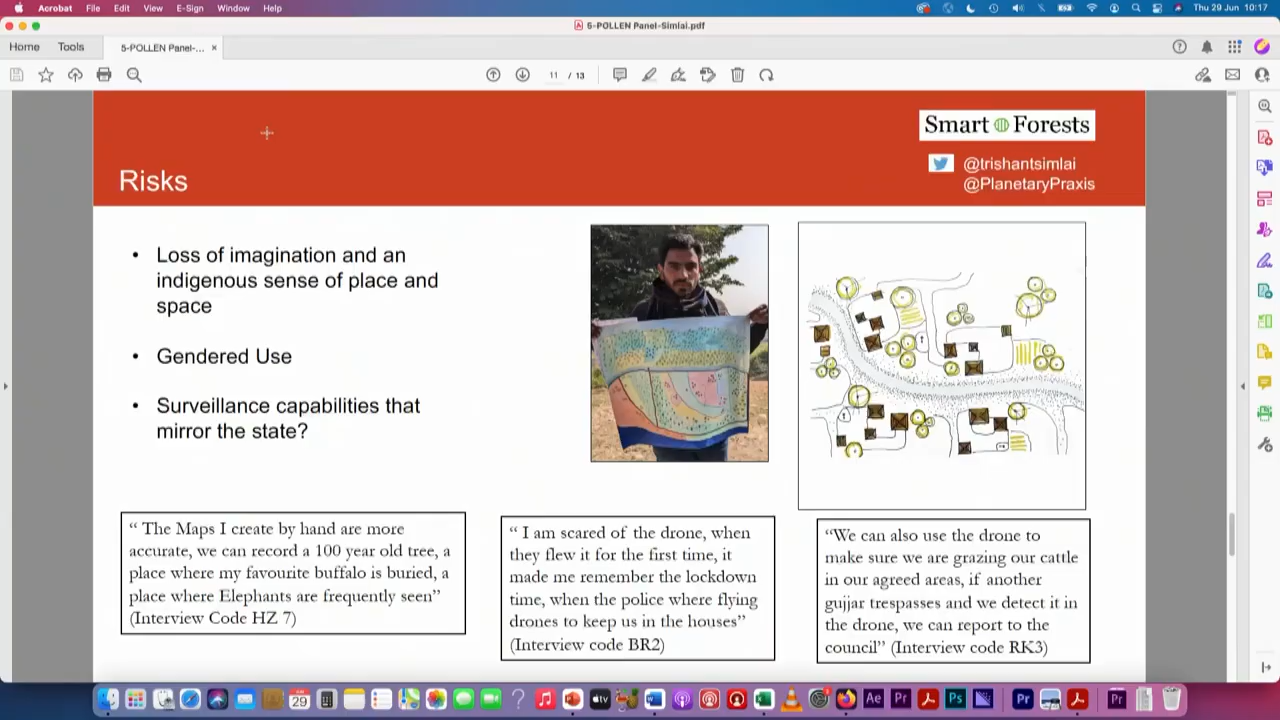 Acrobat File Edit View E-Sign Window Help
Thu 29 Jun 10:17
5-POLLEN Panel-Simlai.pdf
Home Tools 5-POLLEN Panel-... ×
11 / 13
Smart Forests
@trishantsimlai
@PlanetaryPraxis
Risks
• Loss of imagination and an
indigenous sense of place and
space
• Gendered Use
• Surveillance capabilities that
mirror the state?
“ The Maps I create by hand are more
accurate, we can record a 100 year old tree, a
place where my favourite buffalo is buried, a
place where Elephants are frequently seen”
(Interview Code HZ 7)
“ I am scared of the drone, when
they flew it for the first time, it
made me remember the lockdown
time, when the police where flying
drones to keep us in the houses”
(Interview code BR2)
“We can also use the drone to
make sure we are grazing our cattle
in our agreed areas, if another
gujjar trespasses and we detect it in
the drone, we can report to the
council” (Interview code RK3)
29
tv
Ae
Pr
Ps
Pr
Pr